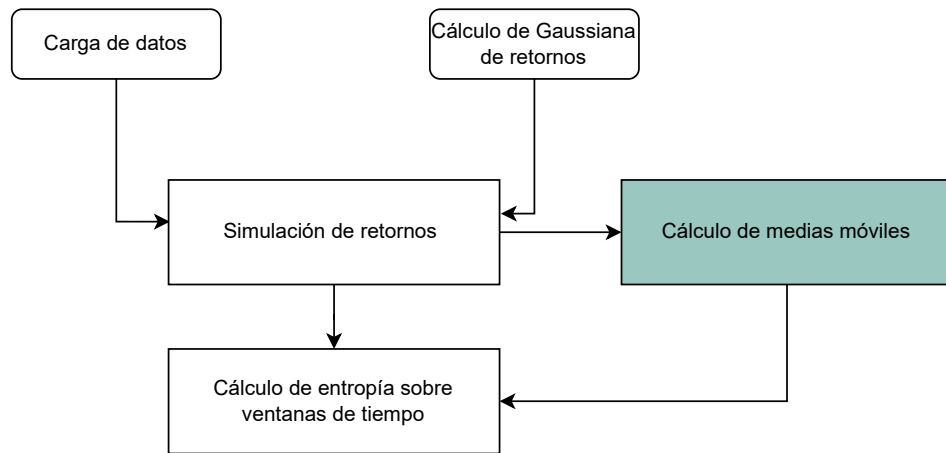 Carga de datos
Cálculo de Gaussiana
de retornos
Simulación de retornos
Cálculo de medias móviles
Cálculo de entropía sobre
ventanas de tiempo